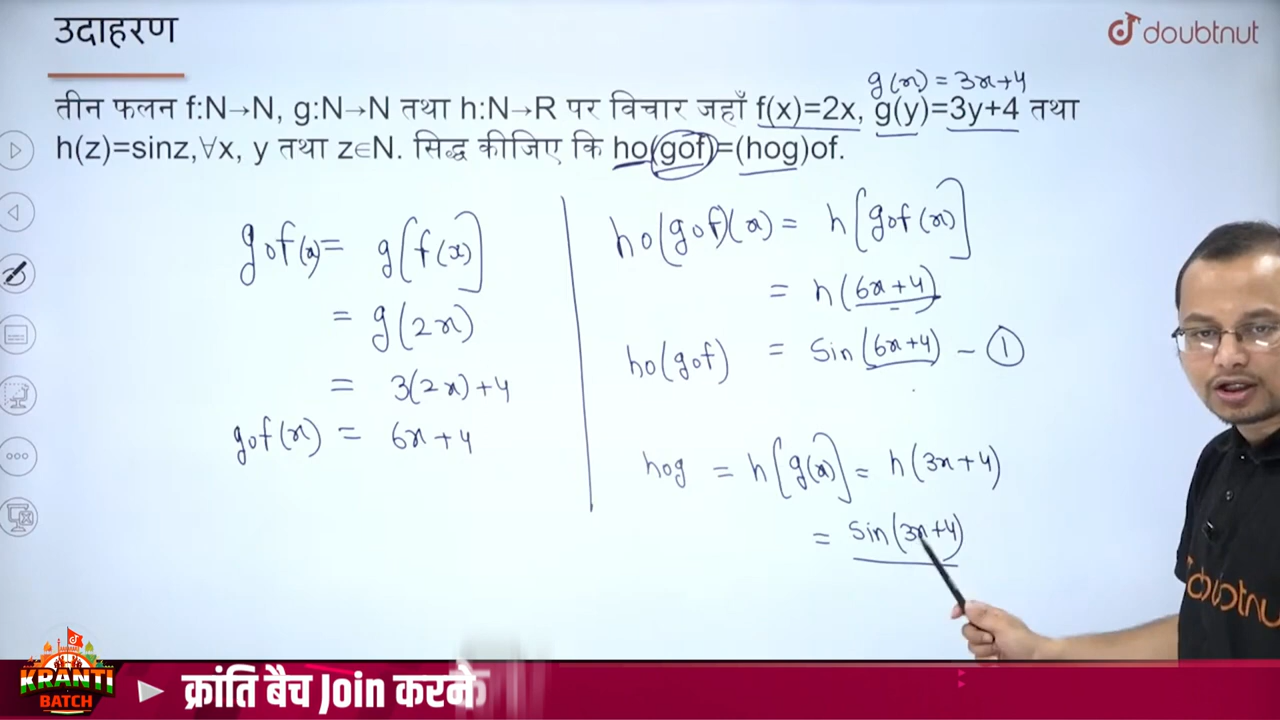 उदाहरण
doubtnut
g(x) = 3x+4
तीन फलन f:N→N, g:N→N तथा h:N→R पर विचार जहाँ f(x)=2x, g(y)=3y+4 तथा
h(z)=sinz,∀x, y तथा z∈N. सिद्ध कीजिए कि ho(gof)=(hog)of.
gof(x) = g[f(x)]
= g(2x)
= 3(2x)+4
gof(x) = 6x+4
ho(gof)(x) = h[gof(x)]
= h(6x+4)
ho(gof) = Sin(6x+4) - ①
hog = h[g(x)] = h(3x+4)
= Sin(3x+4)
doubtnu
KRANTI
BATCH
क्रांति बैच Join करके